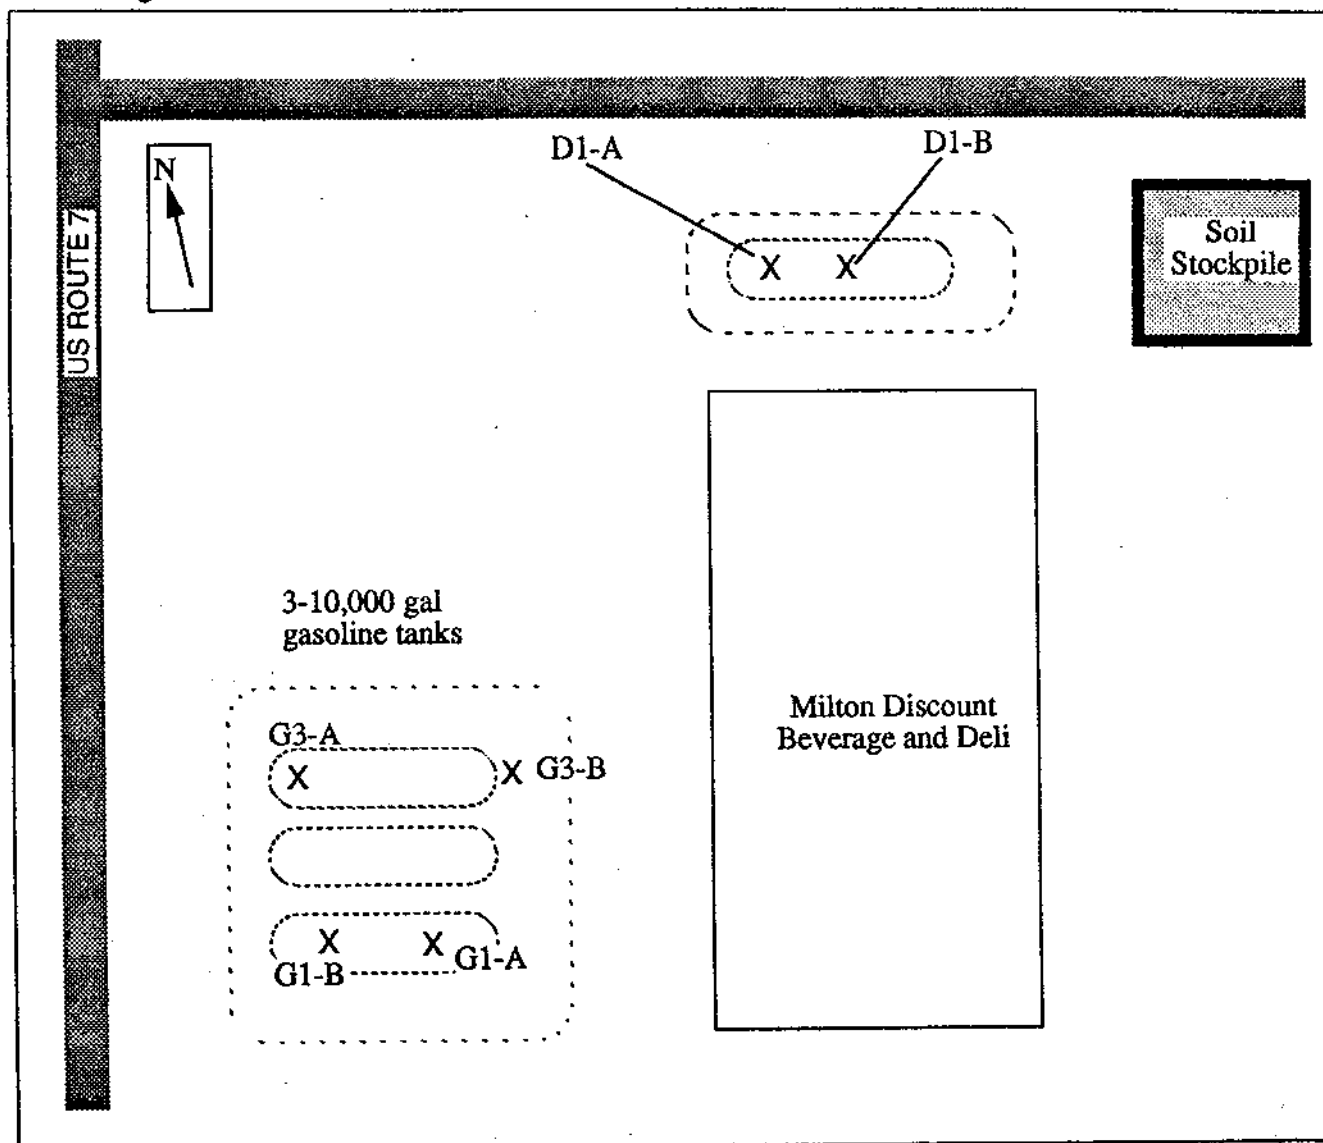 D1-A
D1-B
N
US ROUTE 7
Soil
Stockpile
X
X
3-10,000 gal
gasoline tanks
Milton Discount
Beverage and Deli
G3-A
X
X G3-B
X
X
G1-B
G1-A